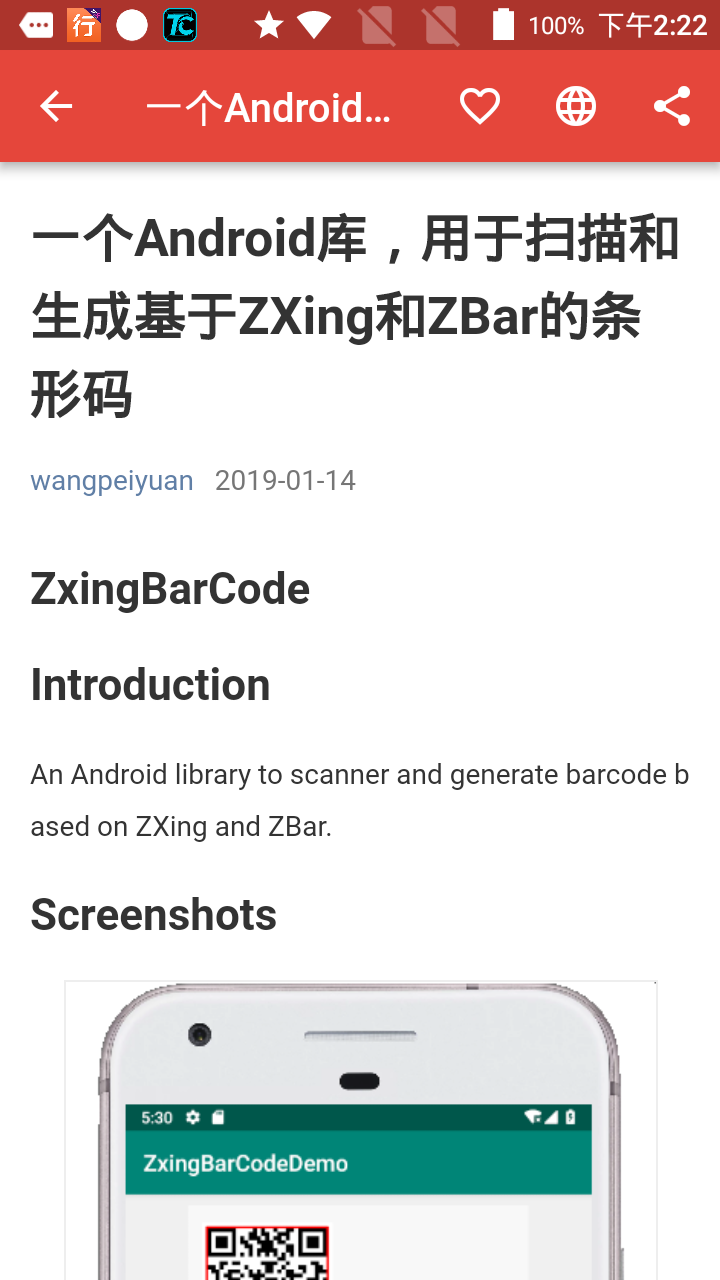 行
TC
100%
下午2:22
一个Android...
一个Android库，用于扫描和
生成基于ZXing和ZBar的条
形码
wangpeiyuan 2019-01-14
ZxingBarCode
Introduction
An Android library to scanner and generate barcode b
ased on ZXing and ZBar.
Screenshots
5:30
ZxingBarCodeDemo